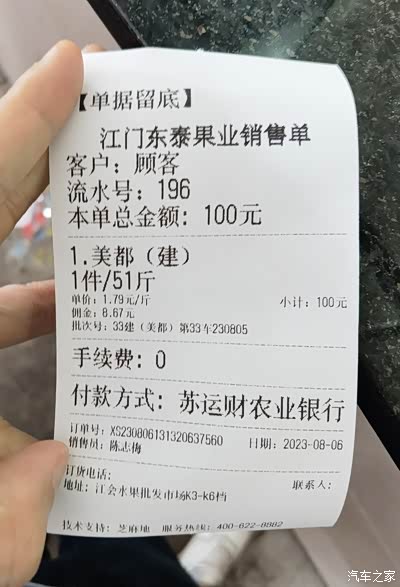 【单据留底】
江门东泰果业销售单
客户: 顾客
流水号: 196
本单总金额: 100元
1.美都（建）
1件/51斤
单价: 1.79元/斤 小计: 100元
佣金: 8.67元
批次号: 33建（美都）第33车230805
手续费: 0
付款方式: 苏运财农业银行
订单号: XS230806131320637560 日期: 2023-08-06
销售员: 陈志梅
订货电话: 联系人:
地址: 江会水果批发市场K3-k6档
技术支持: 芝麻地 服务热线: 400-622-8882
汽车之家